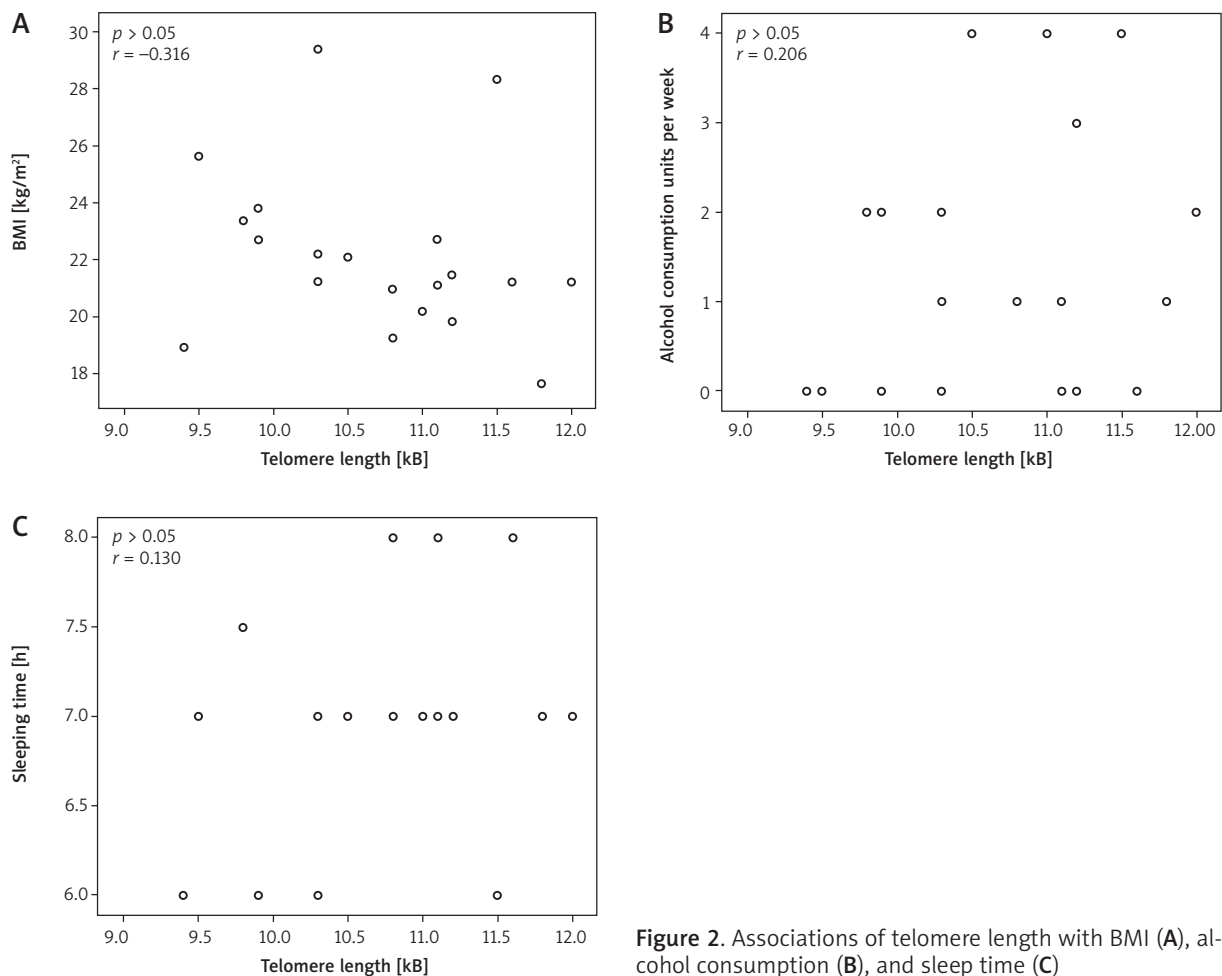 A
p > 0.05
r = –0.316
30
28
26
24
22
20
18
BMI [kg/m²]
9.0 9.5 10.0 10.5 11.0 11.5 12.0
Telomere length [kB]
B
p > 0.05
r = 0.206
4
3
2
1
0
Alcohol consumption units per week
9.0 9.5 10.0 10.5 11.0 11.5 12.00
Telomere length [kB]
C
p > 0.05
r = 0.130
8.0
7.5
7.0
6.5
6.0
Sleeping time [h]
9.0 9.5 10.0 10.5 11.0 11.5 12.0
Telomere length [kB]
Figure 2. Associations of telomere length with BMI (A), al-
cohol consumption (B), and sleep time (C)